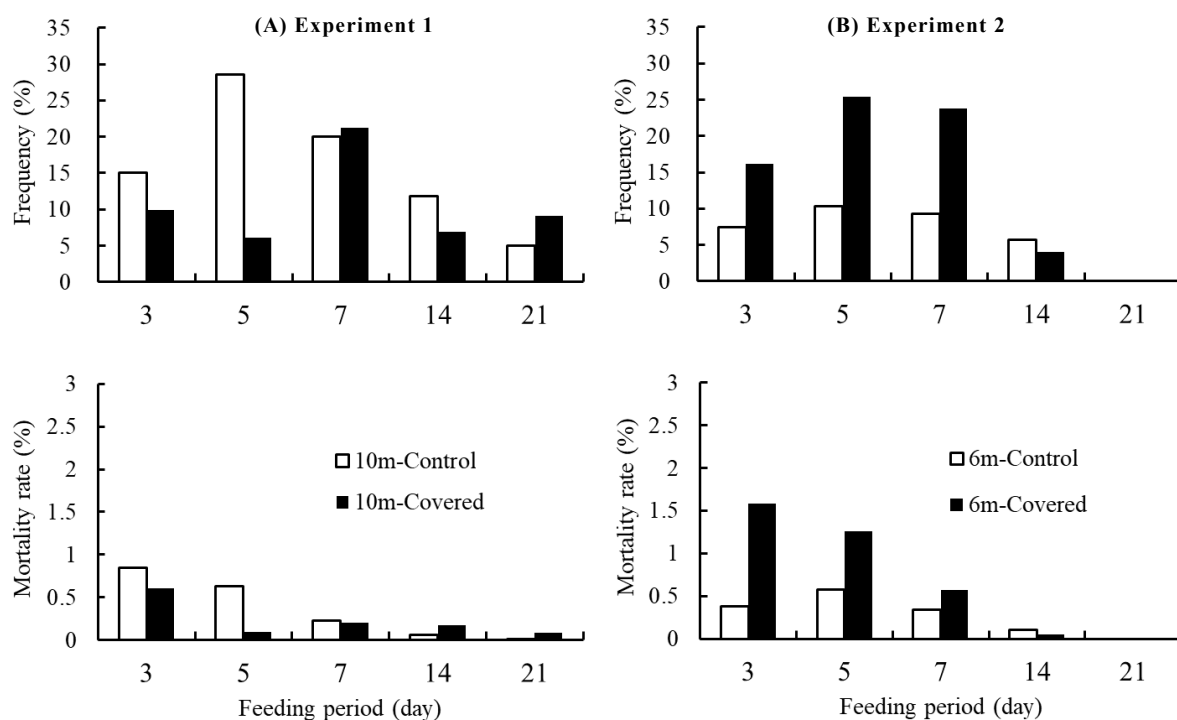 (A) Experiment 1
Frequency (%)
35
30
25
20
15
10
5
0
3 5 7 14 21
(B) Experiment 2
Frequency (%)
35
30
25
20
15
10
5
0
3 5 7 14 21
Mortality rate (%)
3
2.5
2
1.5
1
0.5
0
10m-Control
10m-Covered
3 5 7 14 21
Feeding period (day)
Mortality rate (%)
3
2.5
2
1.5
1
0.5
0
6m-Control
6m-Covered
3 5 7 14 21
Feeding period (day)